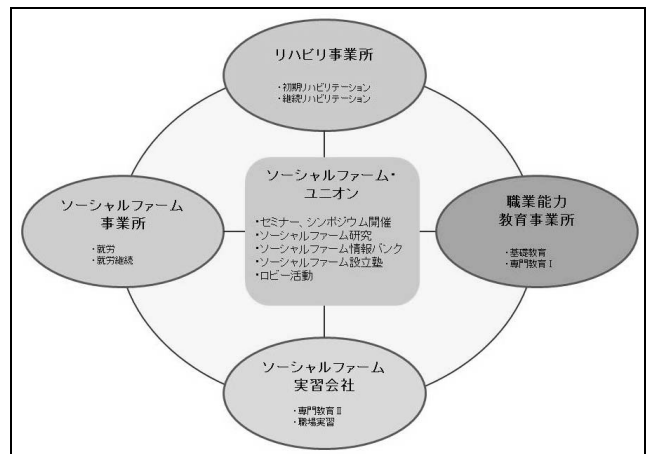 リハビリ事業所
・初期リハビリテーション
・継続リハビリテーション
ソーシャルファーム・
ユニオン
・セミナー、シンポジウム開催
・ソーシャルファーム研究
・ソーシャルファーム情報バンク
・ソーシャルファーム設立塾
・ロビー活動
ソーシャルファーム
事業所
・就労
・就労継続
職業能力
教育事業所
・基礎教育
・専門教育Ⅰ
ソーシャルファーム
実習会社
・専門教育Ⅱ
・職場実習